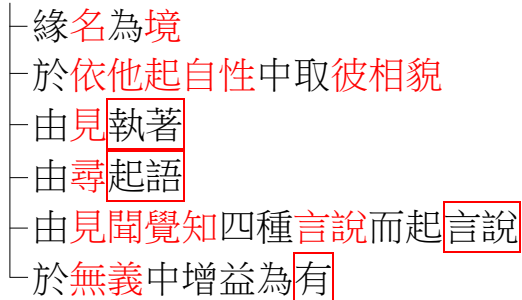 緣名為境
於依他起自性中取彼相貌
由見執著
由尋起語
由見聞覺知四種言說而起言說
於無義中增益為有